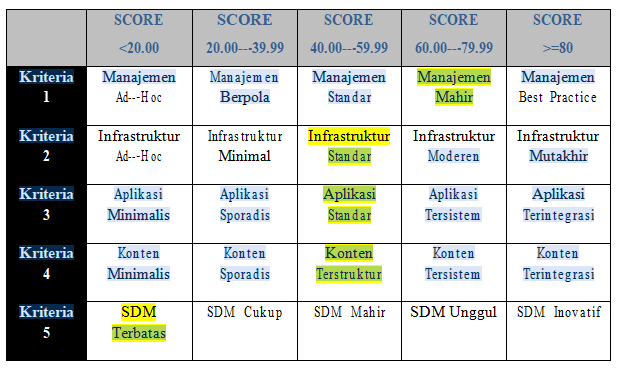 SCORE SCORE SCORE SCORE SCORE
<20.00 20.00---39.99 40.00---59.99 60.00---79.99 >=80
Kriteria Manajemen Manajemen Manajemen Manajemen Manajemen
1 Ad---Hoc Berpola Standar Mahir Best Practice
Kriteria Infrastruktur Infrastruktur Infrastruktur Infrastruktur Infrastruktur
2 Ad---Hoc Minimal Standar Moderen Mutakhir
Kriteria Aplikasi Aplikasi Aplikasi Aplikasi Aplikasi
3 Minimalis Sporadis Standar Tersistem Terintegrasi
Kriteria Konten Konten Konten Konten Konten
4 Minimalis Sporadis Terstruktur Tersistem Terintegrasi
Kriteria SDM SDM Cukup SDM Mahir SDM Unggul SDM Inovatif
5 Terbatas